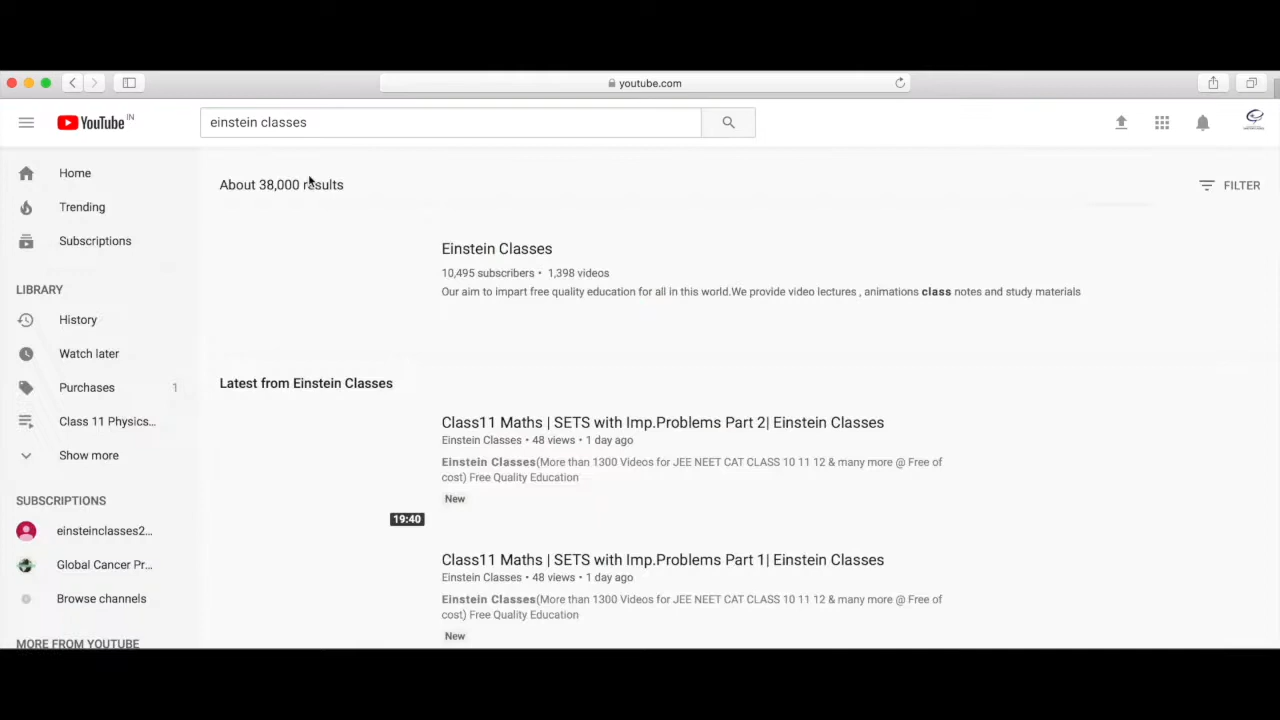 youtube.com
YouTube IN
einstein classes
Home
Trending
Subscriptions
LIBRARY
History
Watch later
Purchases 1
Class 11 Physics...
Show more
SUBSCRIPTIONS
einsteinclasses2...
Global Cancer Pr...
Browse channels
MORE FROM YOUTUBE
About 38,000 results
FILTER
Einstein Classes
10,495 subscribers • 1,398 videos
Our aim to impart free quality education for all in this world.We provide video lectures , animations class notes and study materials
Latest from Einstein Classes
Class11 Maths | SETS with Imp.Problems Part 2| Einstein Classes
Einstein Classes • 48 views • 1 day ago
Einstein Classes(More than 1300 Videos for JEE NEET CAT CLASS 10 11 12 & many more @ Free of
cost) Free Quality Education
New
19:40
Class11 Maths | SETS with Imp.Problems Part 1| Einstein Classes
Einstein Classes • 48 views • 1 day ago
Einstein Classes(More than 1300 Videos for JEE NEET CAT CLASS 10 11 12 & many more @ Free of
cost) Free Quality Education
New